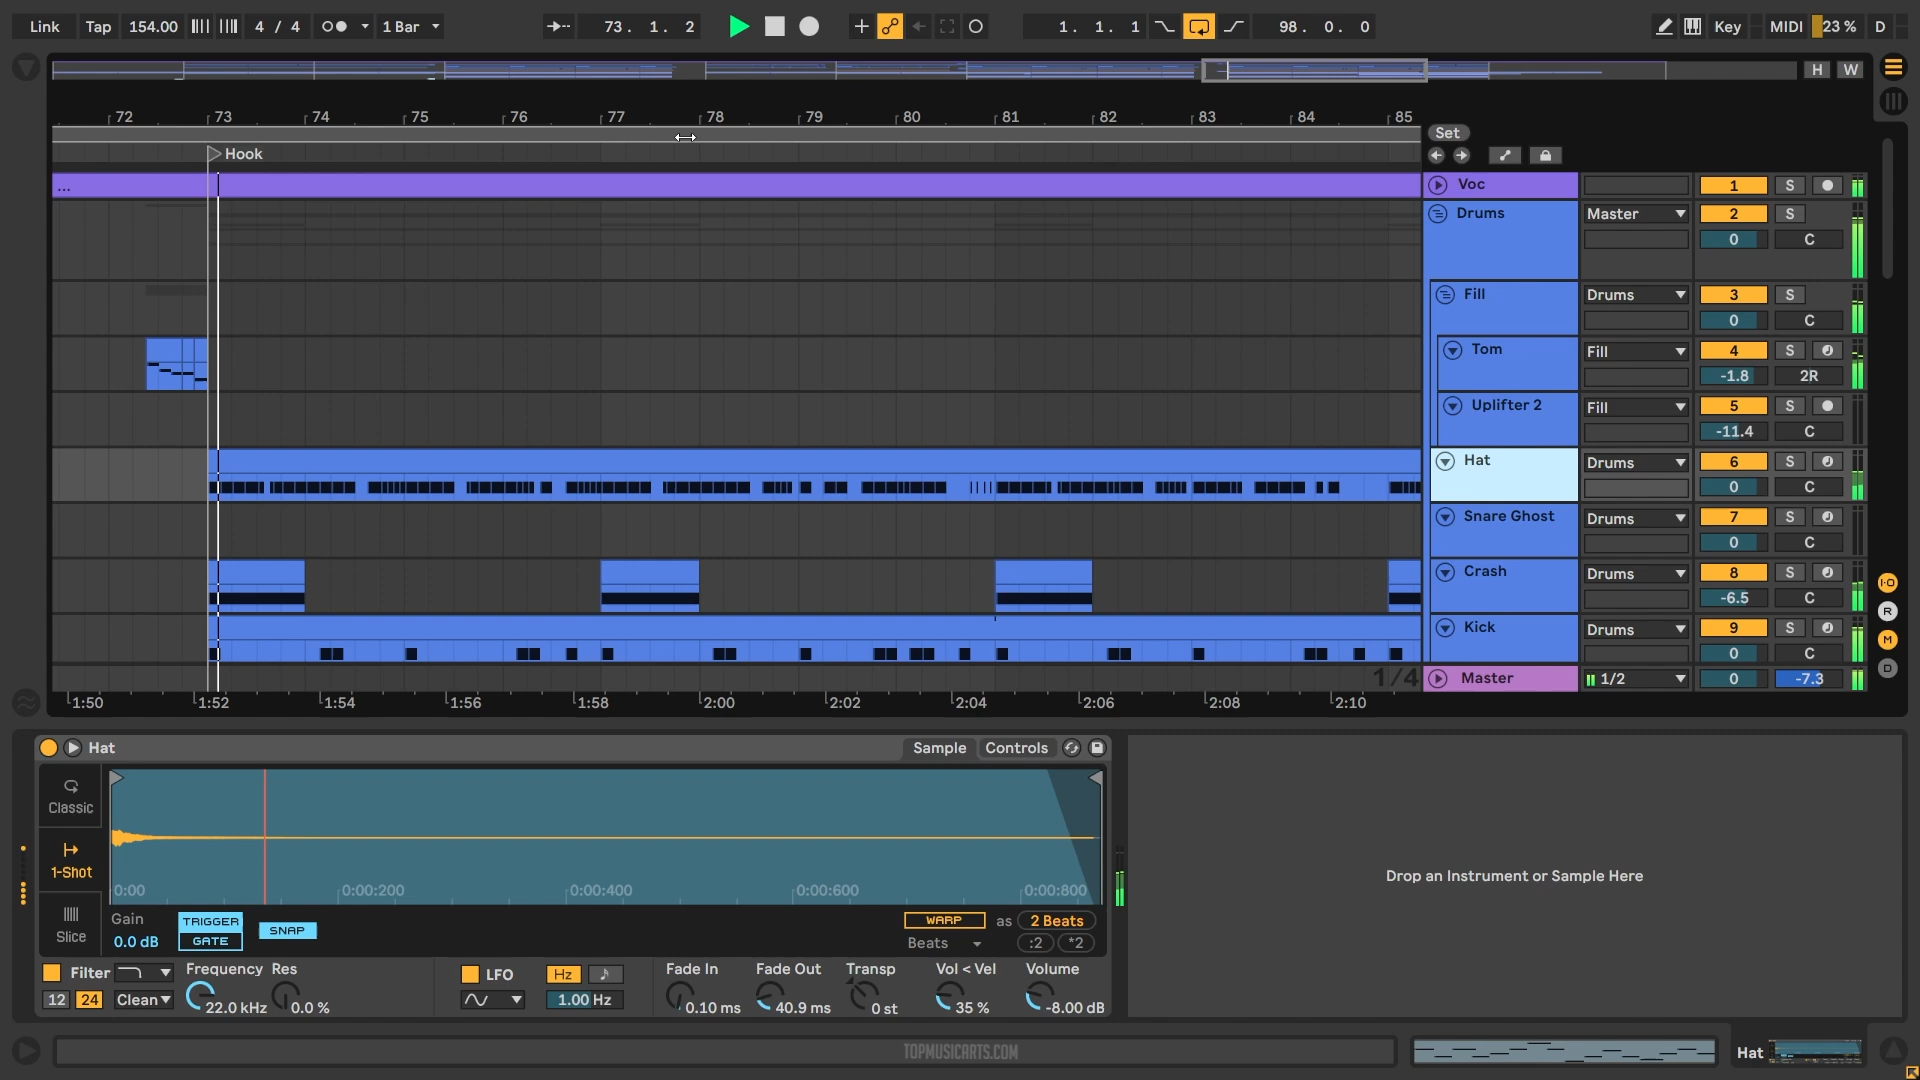 Link Tap 154.00 4 / 4 1 Bar 73. 1. 2 1. 1. 1 98. 0. 0 Key MIDI 23 % D
H W
72 73 74 75 76 77 78 79 80 81 82 83 84 85
Set
Hook
... Voc 1 S
Drums Master 2 S
0 C
Fill Drums 3 S
0 C
Tom Fill 4 S
-1.8 2R
Uplifter 2 Fill 5 S
-11.4 C
Hat Drums 6 S
0 C
Snare Ghost Drums 7 S
0 C
Crash Drums 8 S
-6.5 C
Kick Drums 9 S
0 C
I·O
R
M
D
1/4 Master 1/2 0 -7.3
1:50 1:52 1:54 1:56 1:58 2:00 2:02 2:04 2:06 2:08 2:10
Hat Sample Controls
Classic
1-Shot
Slice
0:00 0:00:200 0:00:400 0:00:600 0:00:800
Gain TRIGGER SNAP WARP as 2 Beats
0.0 dB GATE Beats :2 *2
Filter Frequency Res LFO Hz Fade In Fade Out Transp Vol < Vel Volume
12 24 Clean 22.0 kHz 0.0 % 1.00 Hz 0.10 ms 40.9 ms 0 st 35 % -8.00 dB
Drop an Instrument or Sample Here
TOPMUSICARTS.COM
Hat